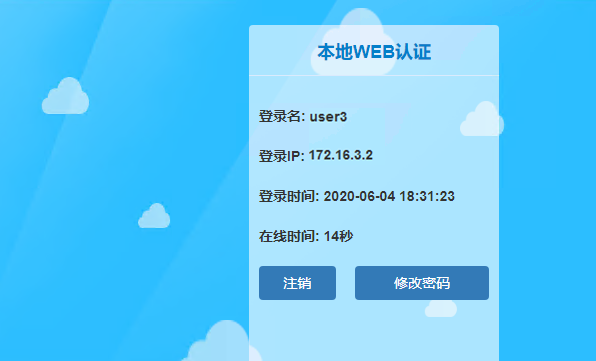 本地WEB认证
登录名: user3
登录IP: 172.16.3.2
登录时间: 2020-06-04 18:31:23
在线时间: 14秒
注销 修改密码